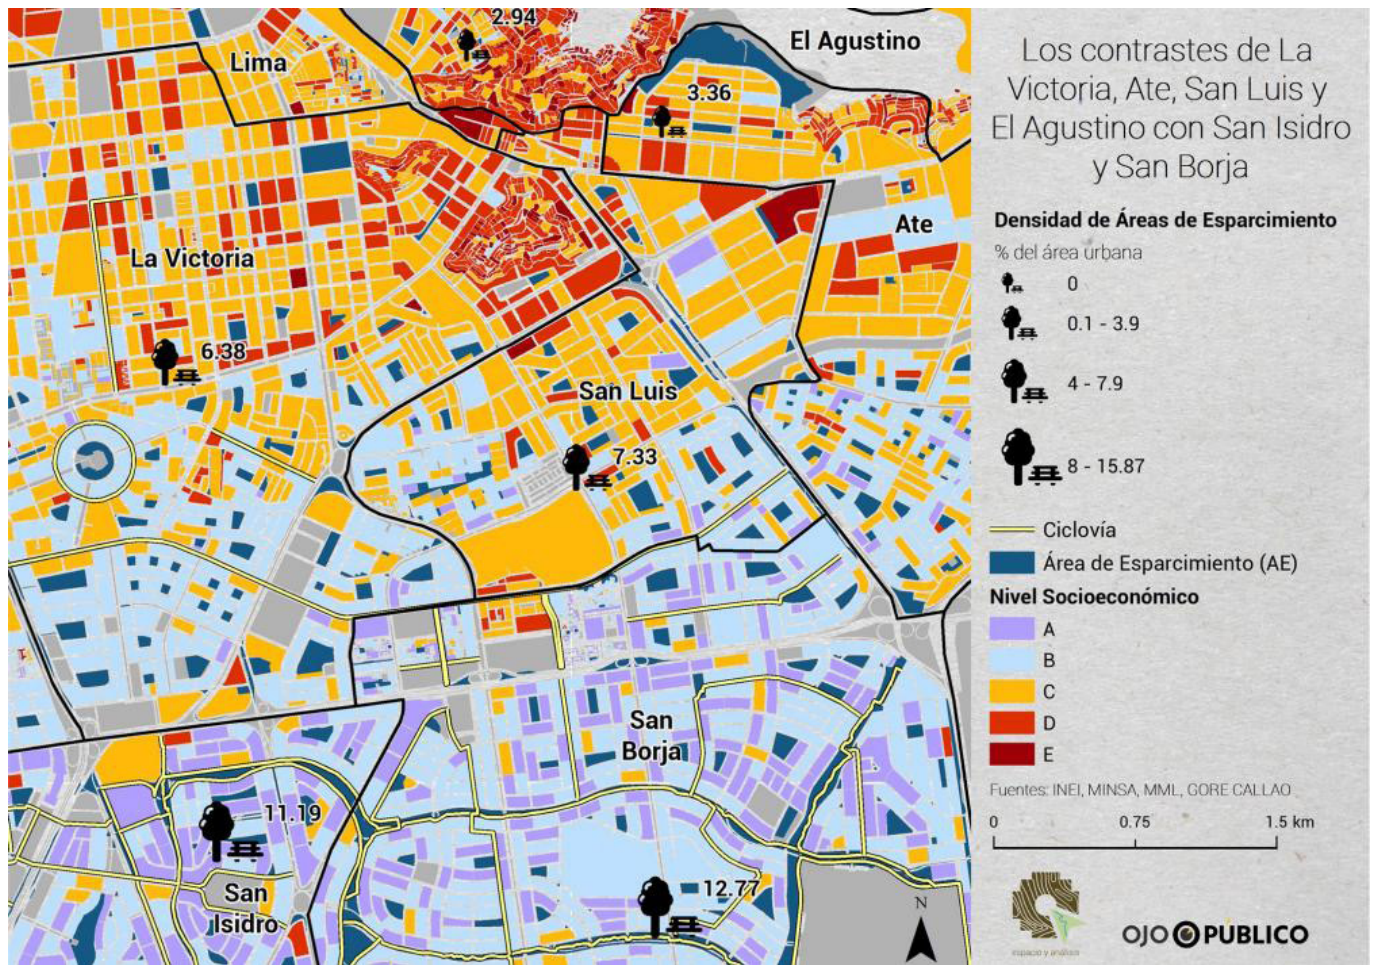 2.94
El Agustino
Lima
3.36
Ate
La Victoria
6.38
San Luis
7.33
San
Borja
11.19
San
Isidro
12.77
N
Los contrastes de La
Victoria, Ate, San Luis y
El Agustino con San Isidro
y San Borja
Densidad de Áreas de Esparcimiento
% del área urbana
0
0.1 - 3.9
4 - 7.9
8 - 15.87
Ciclovía
Área de Esparcimiento (AE)
Nivel Socioeconómico
A
B
C
D
E
Fuentes: INEI, MINSA, MML, GORE CALLAO
0 0.75 1.5 km
espacio y análisis
OJO PÚBLICO